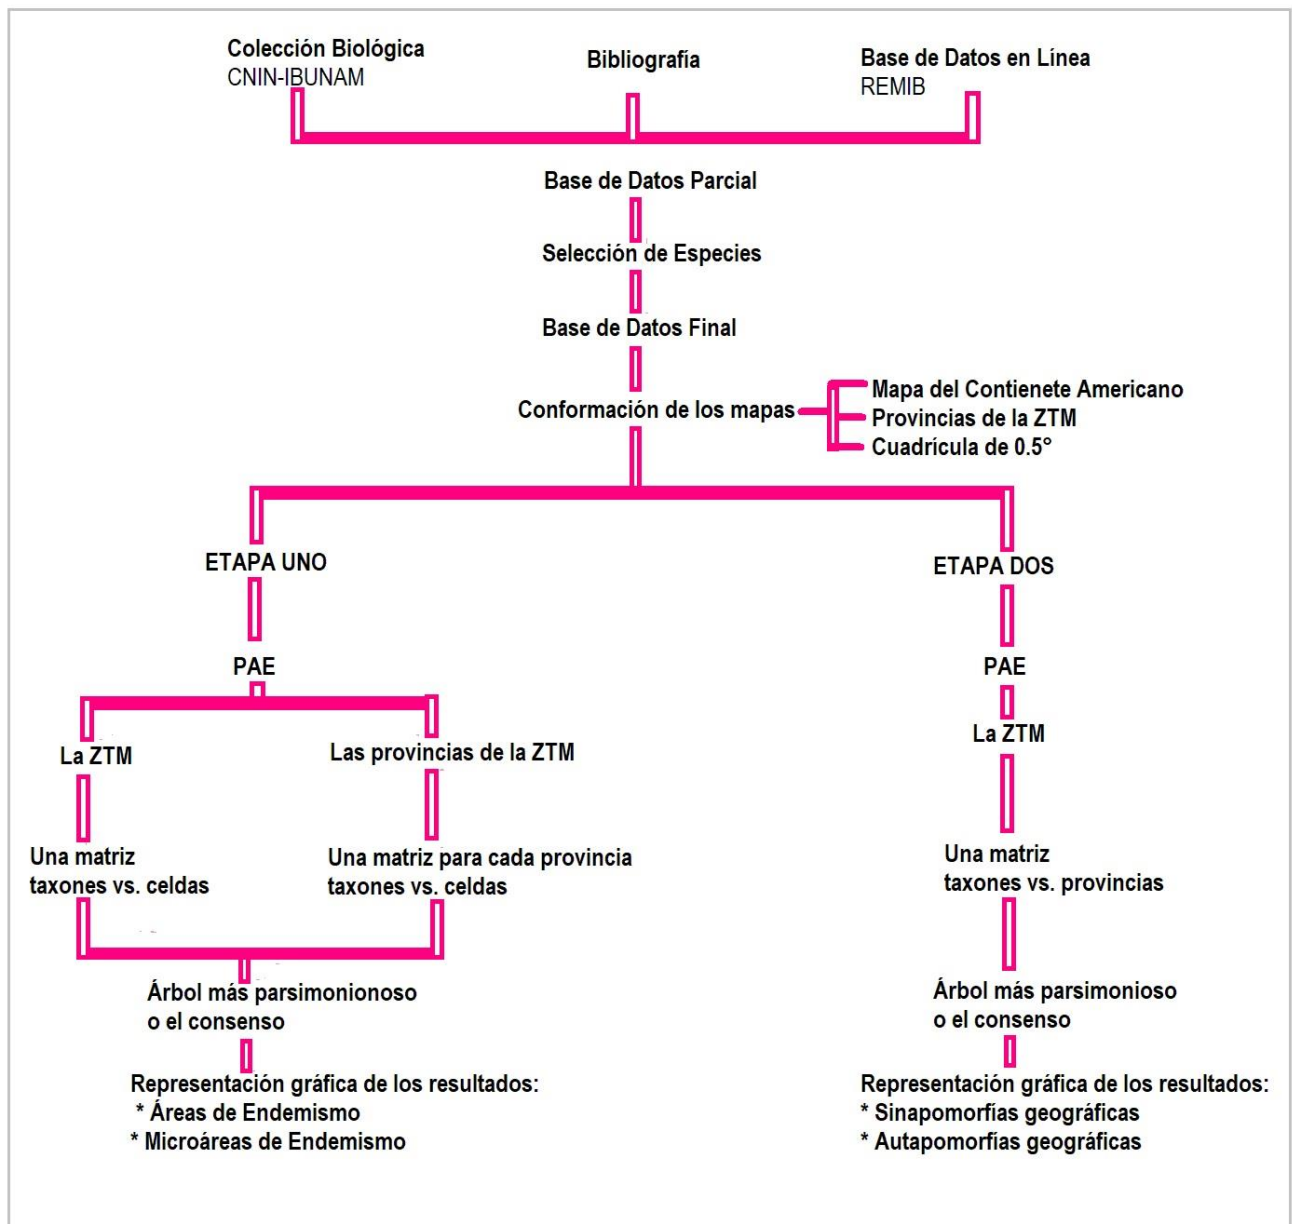 Colección Biológica
CNIN-IBUNAM
Bibliografía
Base de Datos en Línea
REMIB
Base de Datos Parcial
Selección de Especies
Base de Datos Final
Conformación de los mapas
Mapa del Contienete Americano
Provincias de la ZTM
Cuadrícula de 0.5°
ETAPA UNO
ETAPA DOS
PAE
PAE
La ZTM
Las provincias de la ZTM
La ZTM
Una matriz
taxones vs. celdas
Una matriz para cada provincia
taxones vs. celdas
Una matriz
taxones vs. provincias
Árbol más parsimonionoso
o el consenso
Árbol más parsimonioso
o el consenso
Representación gráfica de los resultados:
* Áreas de Endemismo
* Microáreas de Endemismo
Representación gráfica de los resultados:
* Sinapomorfías geográficas
* Autapomorfías geográficas